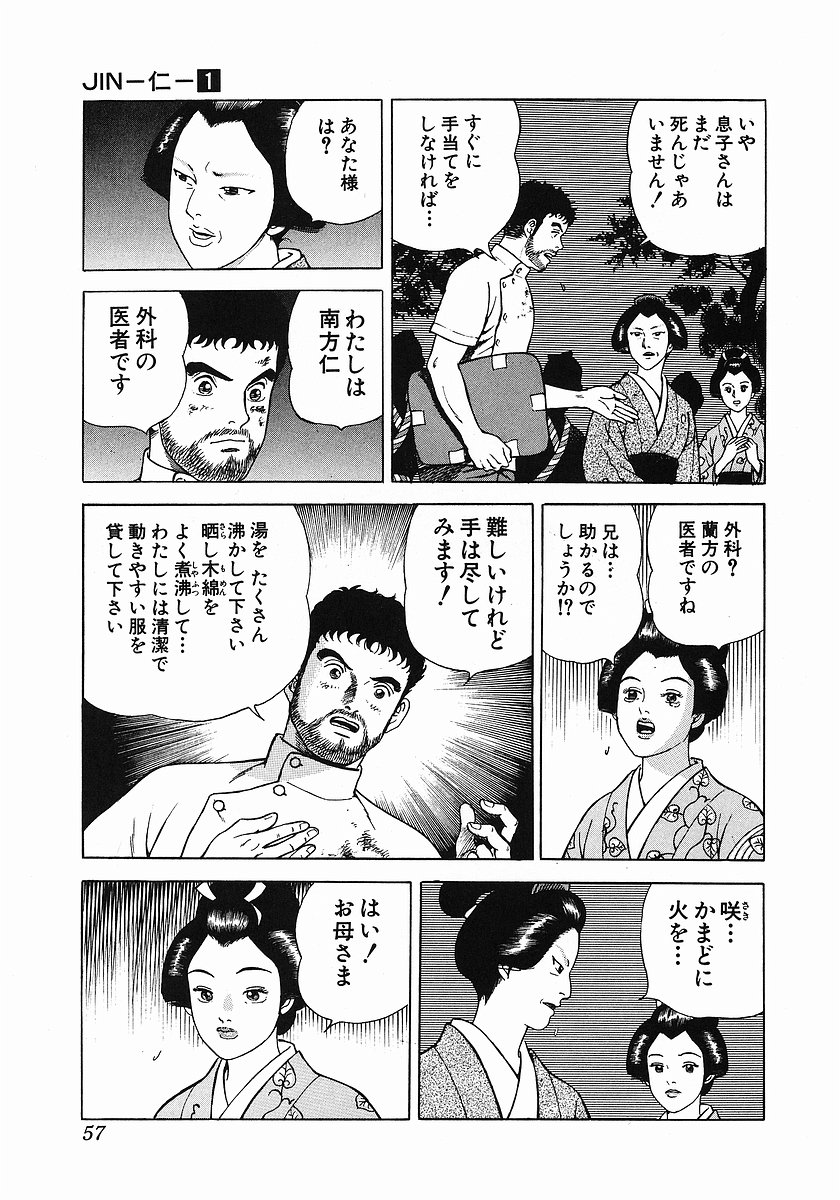 JIN－仁－1
いや
息子さんは
まだ
死んじゃあ
いません！
すぐに
手当てを
しなければ…
あなた様
は？
わたしは
南方仁
外科の
医者です
外科？
蘭方の
医者ですね
兄は…
助かるので
しょうか!?
難しいけれど
手は尽して
みます！
湯を たくさん
沸かして下さい
晒し木綿を
よく煮沸して…
わたしには清潔で
動きやすい服を
貸して下さい
咲…
かまどに
火を…
はい！
お母さま
57